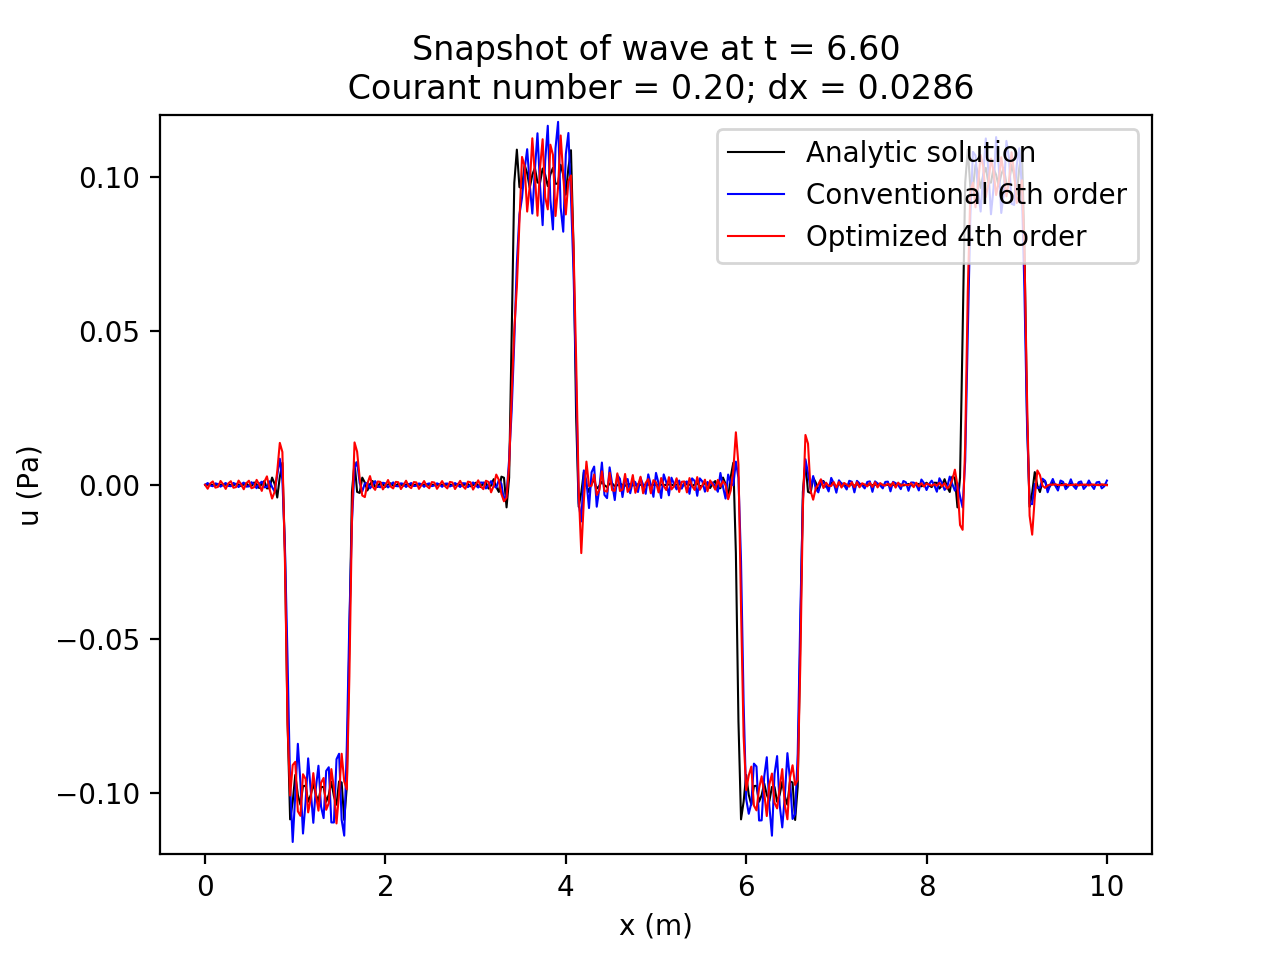 Snapshot of wave at t = 6.60
Courant number = 0.20; dx = 0.0286
Analytic solution
Conventional 6th order
Optimized 4th order
0.10
0.05
0.00
−0.05
−0.10
u (Pa)
0 2 4 6 8 10
x (m)